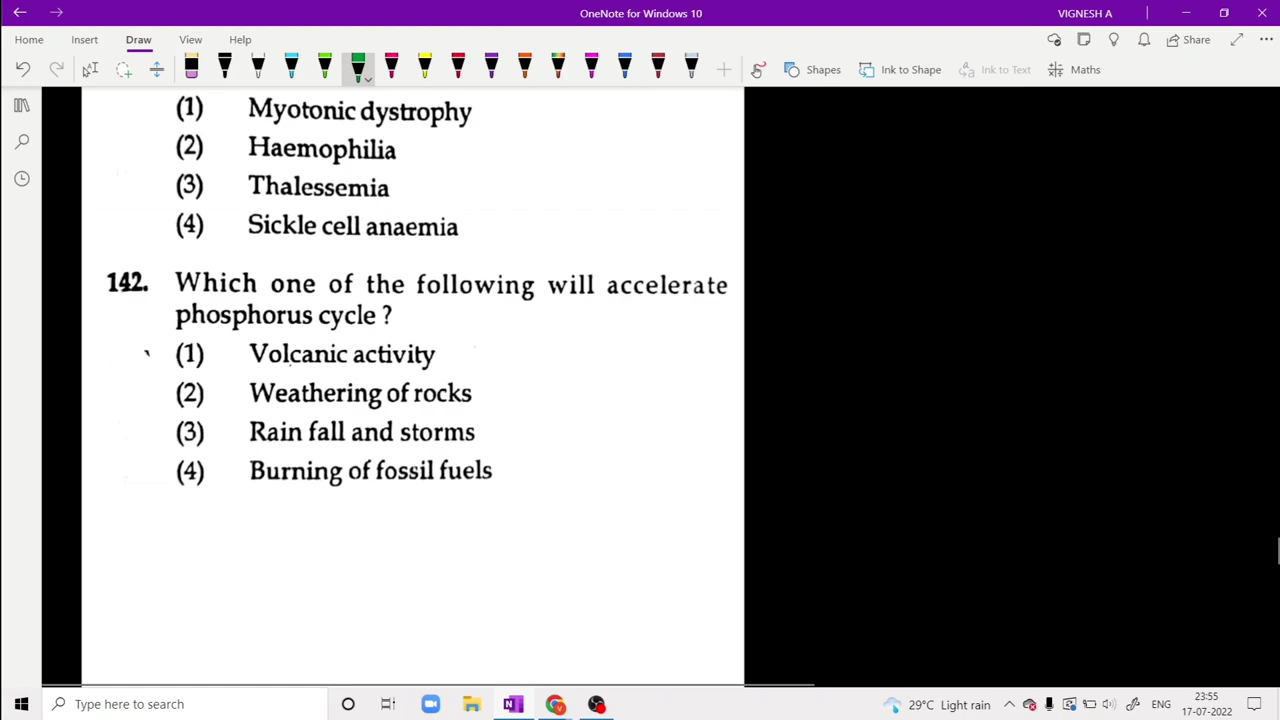 OneNote for Windows 10
VIGNESH A
Home Insert Draw View Help
Share
Shapes Ink to Shape Ink to Text Maths
(1) Myotonic dystrophy
(2) Haemophilia
(3) Thalessemia
(4) Sickle cell anaemia
142. Which one of the following will accelerate
phosphorus cycle ?
(1) Volcanic activity
(2) Weathering of rocks
(3) Rain fall and storms
(4) Burning of fossil fuels
Type here to search
29°C Light rain
ENG
23:55
17-07-2022